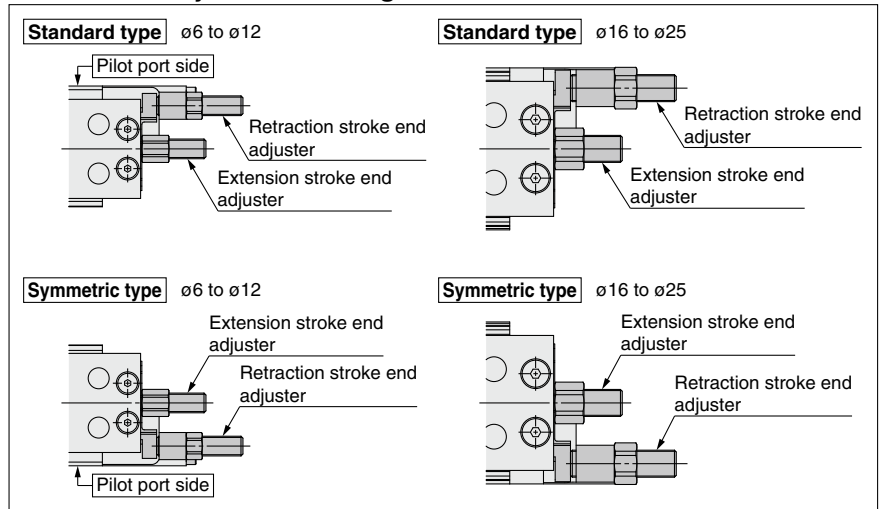 Standard type ø6 to ø12
Pilot port side
Retraction stroke end
adjuster
Extension stroke end
adjuster
Standard type ø16 to ø25
Retraction stroke end
adjuster
Extension stroke end
adjuster
Symmetric type ø6 to ø12
Extension stroke end
adjuster
Retraction stroke end
adjuster
Pilot port side
Symmetric type ø16 to ø25
Extension stroke end
adjuster
Retraction stroke end
adjuster